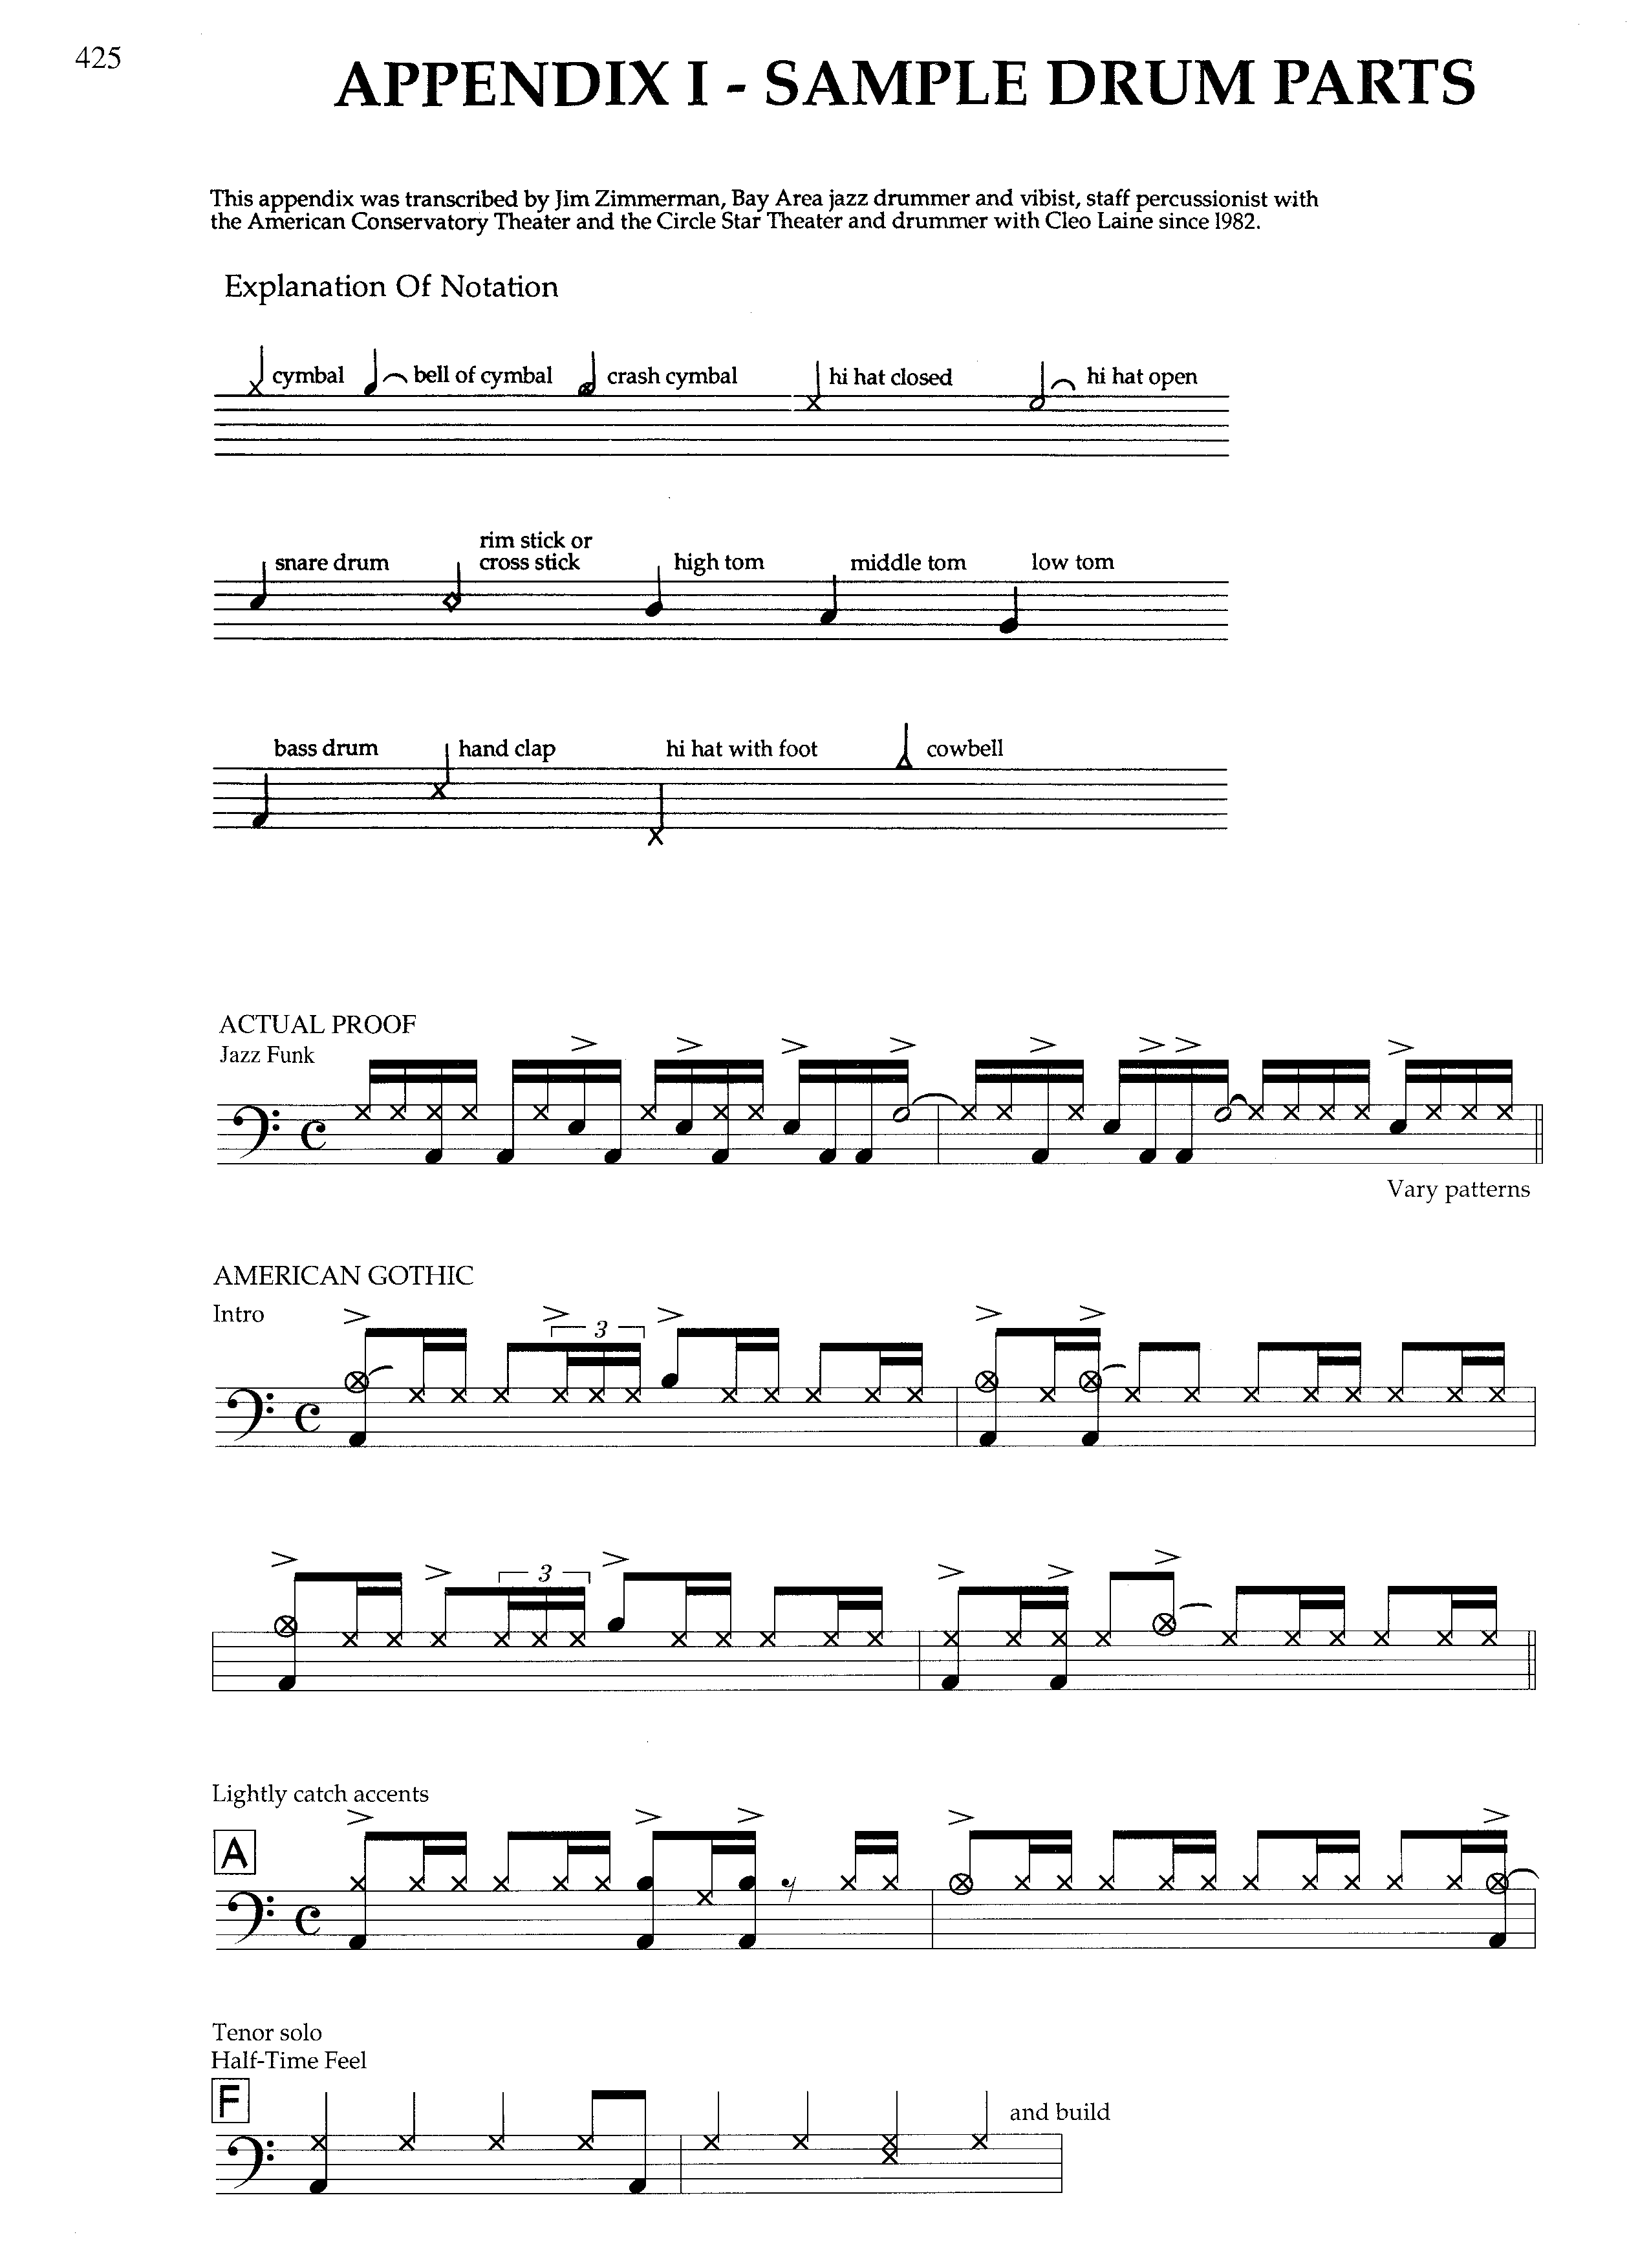 425
APPENDIX I - SAMPLE DRUM PARTS
This appendix was transcribed by Jim Zimmerman, Bay Area jazz drummer and vibist, staff percussionist with
the American Conservatory Theater and the Circle Star Theater and drummer with Cleo Laine since 1982.
Explanation Of Notation
cymbal bell of cymbal crash cymbal hi hat closed hi hat open
rim stick or
snare drum cross stick high tom middle tom low tom
bass drum hand clap hi hat with foot cowbell
ACTUAL PROOF
Jazz Funk
Vary patterns
AMERICAN GOTHIC
Intro
3
3
Lightly catch accents
A
Tenor solo
Half-Time Feel
F
and build